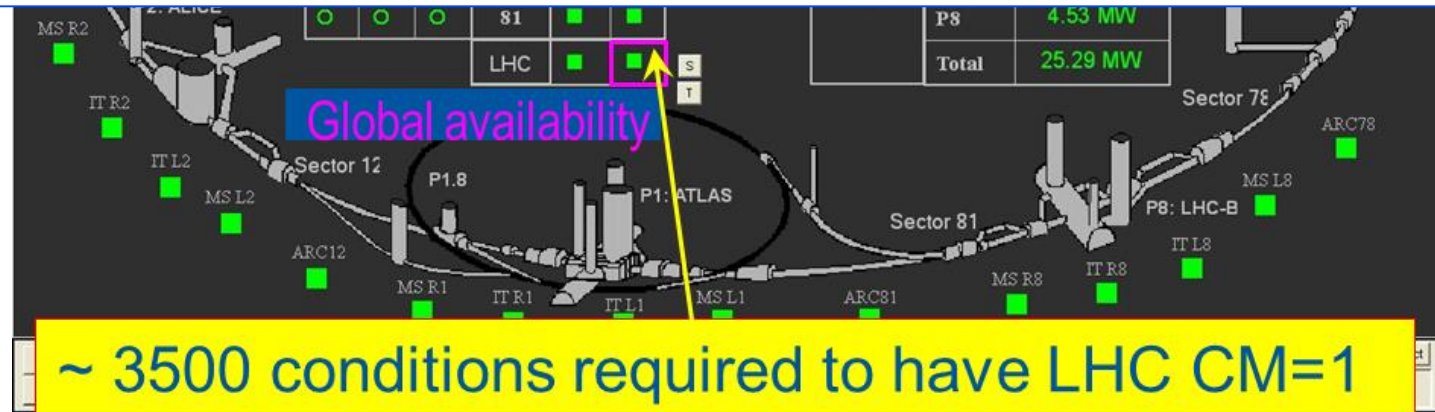 MS R2
2: ALICE
81
P8 4.53 MW
LHC
Total 25.29 MW
S
T
Global availability
IT R2
Sector 78
ARC78
IT L2
Sector 12
P1.8
P1: ATLAS
MS L2
MS L8
P8: LHC-B
Sector 81
ARC12
IT L8
MS R1
IT R1
IT L1
MS L1
ARC81
MS R8
IT R8
~ 3500 conditions required to have LHC CM=1